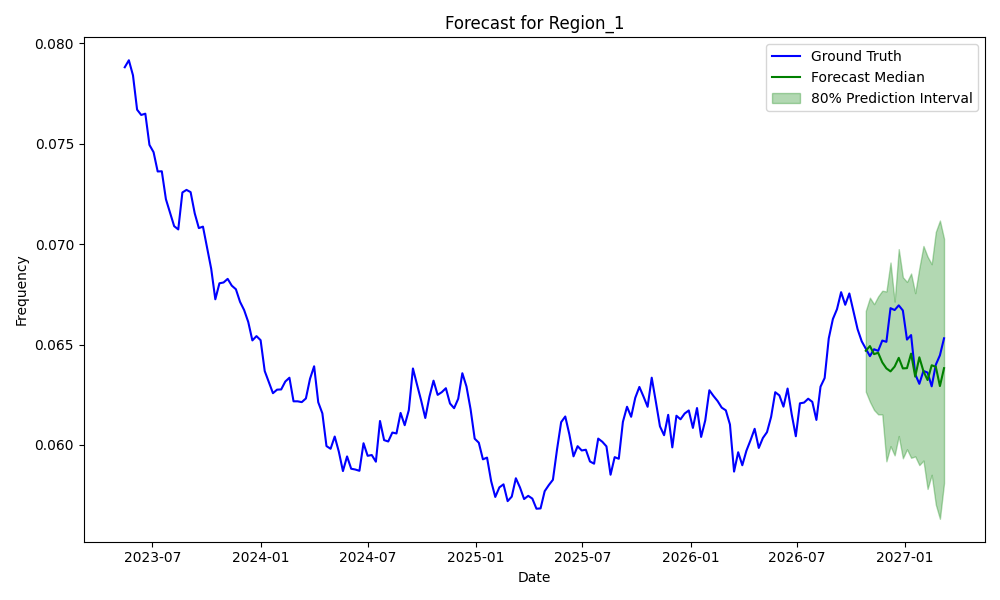 Forecast for Region_1
Ground Truth
Forecast Median
80% Prediction Interval
Frequency
0.080
0.075
0.070
0.065
0.060
2023-07
2024-01
2024-07
2025-01
2025-07
2026-01
2026-07
2027-01
Date